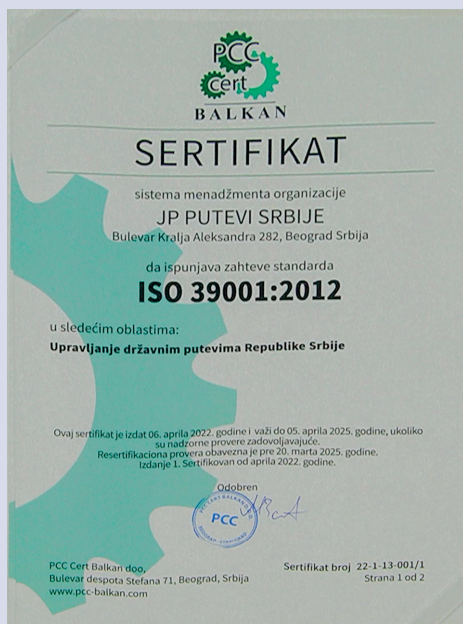 PCC
cert
BALKAN
SERTIFIKAT
sistema menadžmenta organizacije
JP PUTEVI SRBIJE
Bulevar Kralja Aleksandra 282, Beograd Srbija
da ispunjava zahteve standarda
ISO 39001:2012
u sledećim oblastima:
Upravljanje državnim putevima Republike Srbije
Ovaj sertifikat je izdat 06. aprila 2022. godine i važi do 05. aprila 2025. godine, ukoliko
su nadzorne provere zadovoljavajuće.
Resertifikaciona provera obavezna je pre 20. marta 2025. godine.
Izdanje 1. Sertifikovan od aprila 2022. godine.
Odobren
PCC
PCC Cert Balkan doo,
Bulevar despota Stefana 71, Beograd, Srbija
www.pcc-balkan.com
Sertifikat broj 22-1-13-001/1
Strana 1 od 2